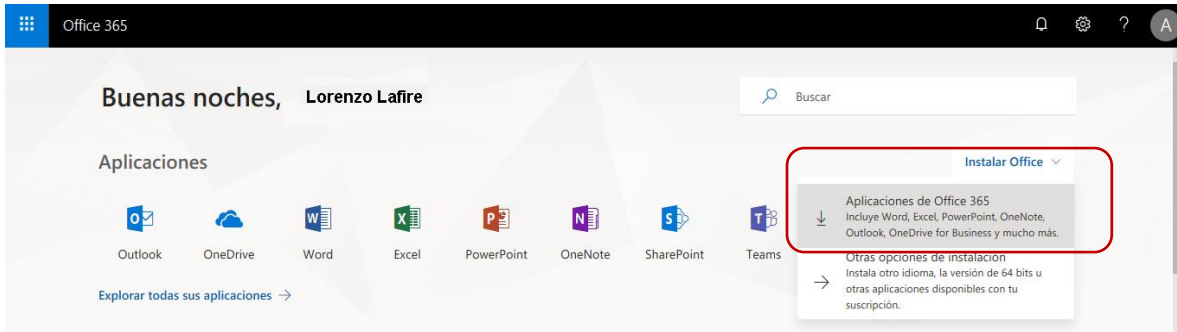 Office 365
?
A
Buenas noches, Lorenzo Lafire
Buscar
Aplicaciones
Instalar Office
Aplicaciones de Office 365
Incluye Word, Excel, PowerPoint, OneNote,
Outlook, OneDrive for Business y mucho más.
Outlook
OneDrive
Word
Excel
PowerPoint
OneNote
SharePoint
Teams
Otras opciones de instalación
Instala otro idioma, la versión de 64 bits u
otras aplicaciones disponibles con tu
suscripción.
Explorar todas sus aplicaciones →